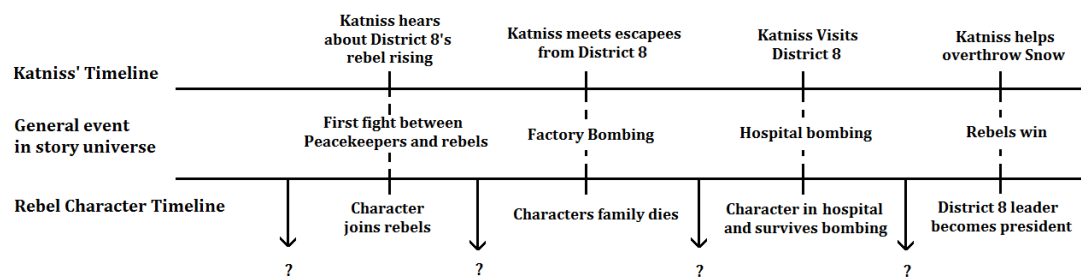 Katniss hears
about District 8's
rebel rising
Katniss meets escapees
from District 8
Katniss Visits
District 8
Katniss helps
overthrow Snow
Katniss' Timeline
General event
in story universe
First fight between
Peacekeepers and rebels
Factory Bombing
Hospital bombing
Rebels win
Rebel Character Timeline
Character
joins rebels
Characters family dies
Character in hospital
and survives bombing
District 8 leader
becomes president
? ? ? ?